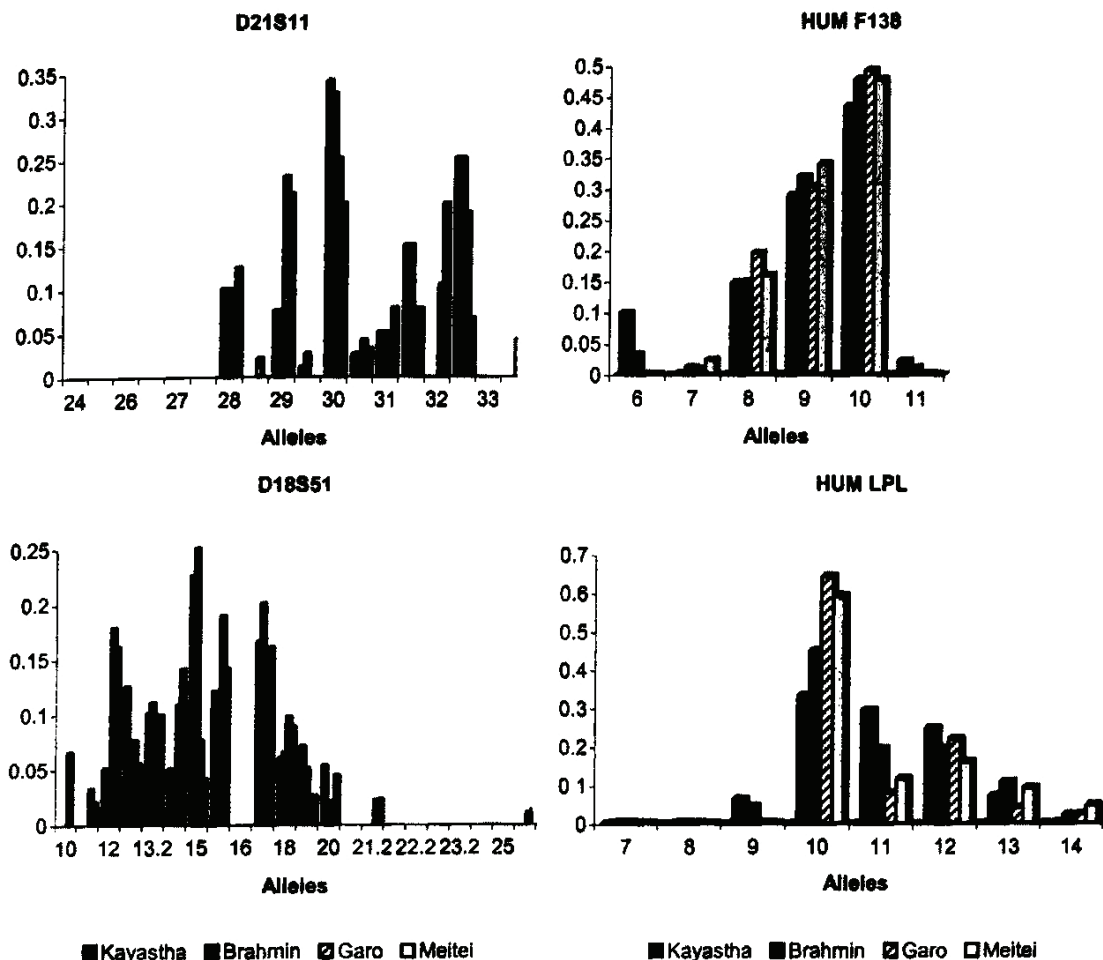 D21S11
0.35
0.3
0.25
0.2
0.15
0.1
0.05
0
24 26 27 28 29 30 31 32 33
Alleles
HUM F138
0.5
0.45
0.4
0.35
0.3
0.25
0.2
0.15
0.1
0.05
0
6 7 8 9 10 11
Alleles
D18S51
0.25
0.2
0.15
0.1
0.05
0
10 12 13.2 15 16 18 20 21.2 22.2 23.2 25
Alleles
Kayastha Brahmin Garo Meitei
HUM LPL
0.7
0.6
0.5
0.4
0.3
0.2
0.1
0
7 8 9 10 11 12 13 14
Alleles
Kayastha Brahmin Garo Meitei